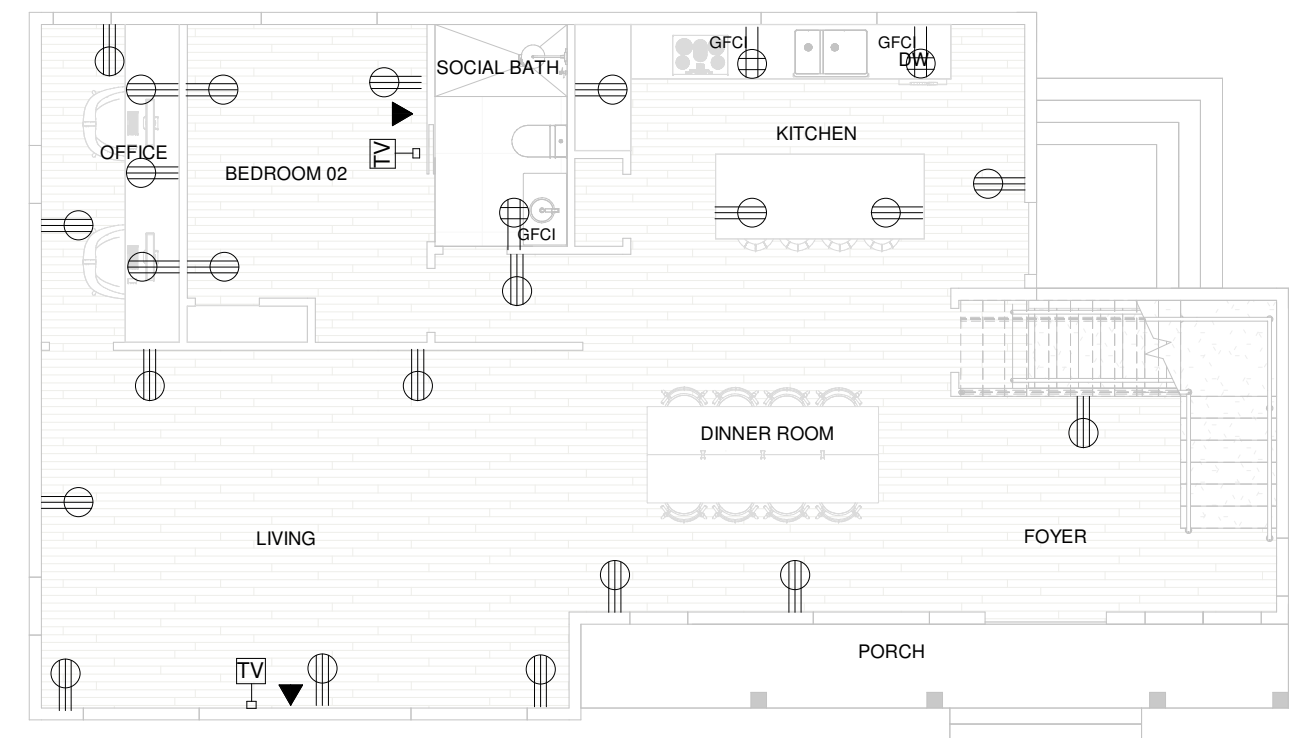 GFCI
GFCI
DW
SOCIAL BATH
KITCHEN
OFFICE
TV
BEDROOM 02
GFCI
DINNER ROOM
LIVING
FOYER
PORCH
TV